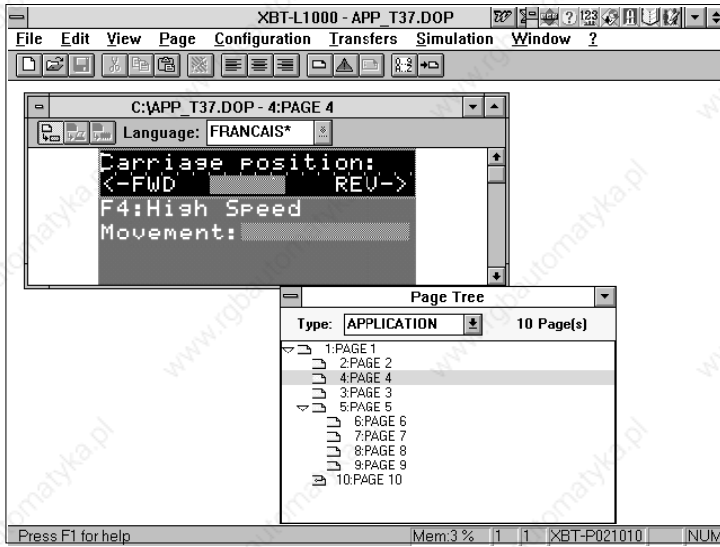 XBT-L1000 - APP_T37.DOP
File Edit View Page Configuration Transfers Simulation Window ?
C:\APP_T37.DOP - 4:PAGE 4
Language: FRANCAIS*
Carriage position:
<-FWD REV->
F4:High Speed
Movement:
Page Tree
Type: APPLICATION 10 Page(s)
1:PAGE 1
2:PAGE 2
4:PAGE 4
3:PAGE 3
5:PAGE 5
6:PAGE 6
7:PAGE 7
8:PAGE 8
9:PAGE 9
10:PAGE 10
Press F1 for help Mem:3 % 1 1 XBT-P021010 NUM
www.rgbautomatyka.pl